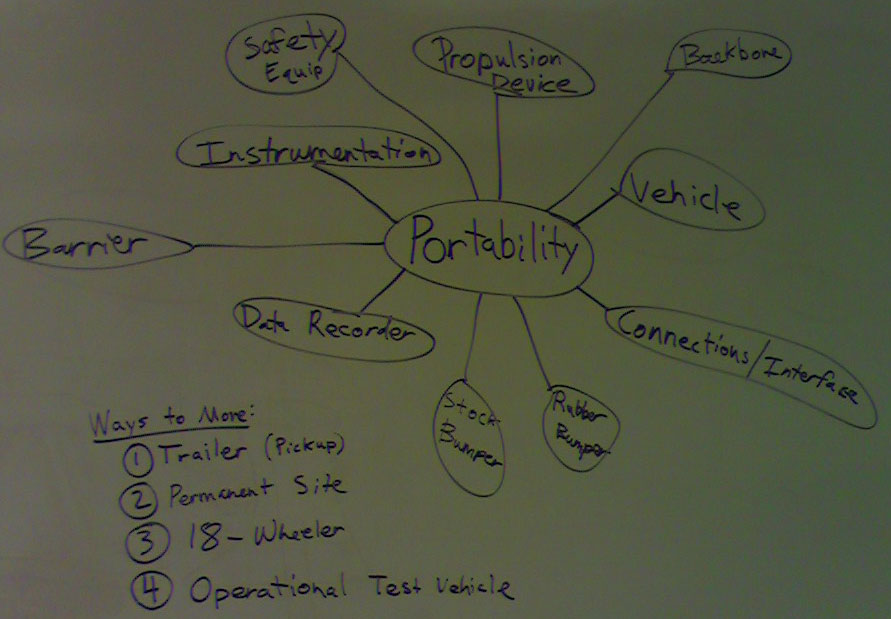 Safety
Equip
Propulsion
Device
Backbone
Instrumentation
Vehicle
Barrier
Portability
Data Recorder
Connections/Interface
Stock
Bumper
Rubber
Bumper
Ways to More:
1 Trailer (Pickup)
2 Permanent Site
3 18-Wheeler
4 Operational Test Vehicle